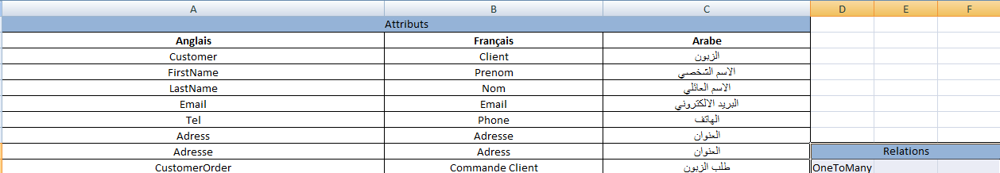 A B C D E F
Attributs
Anglais Français Arabe
Customer Client الزبون
FirstName Prenom الاسم الشخصي
LastName Nom الاسم العائلي
Email Email البريد الالكتروني
Tel Phone الهاتف
Adress Adresse العنوان
Adresse Adress العنوان Relations
CustomerOrder Commande Client طلب الزبون OneToMany